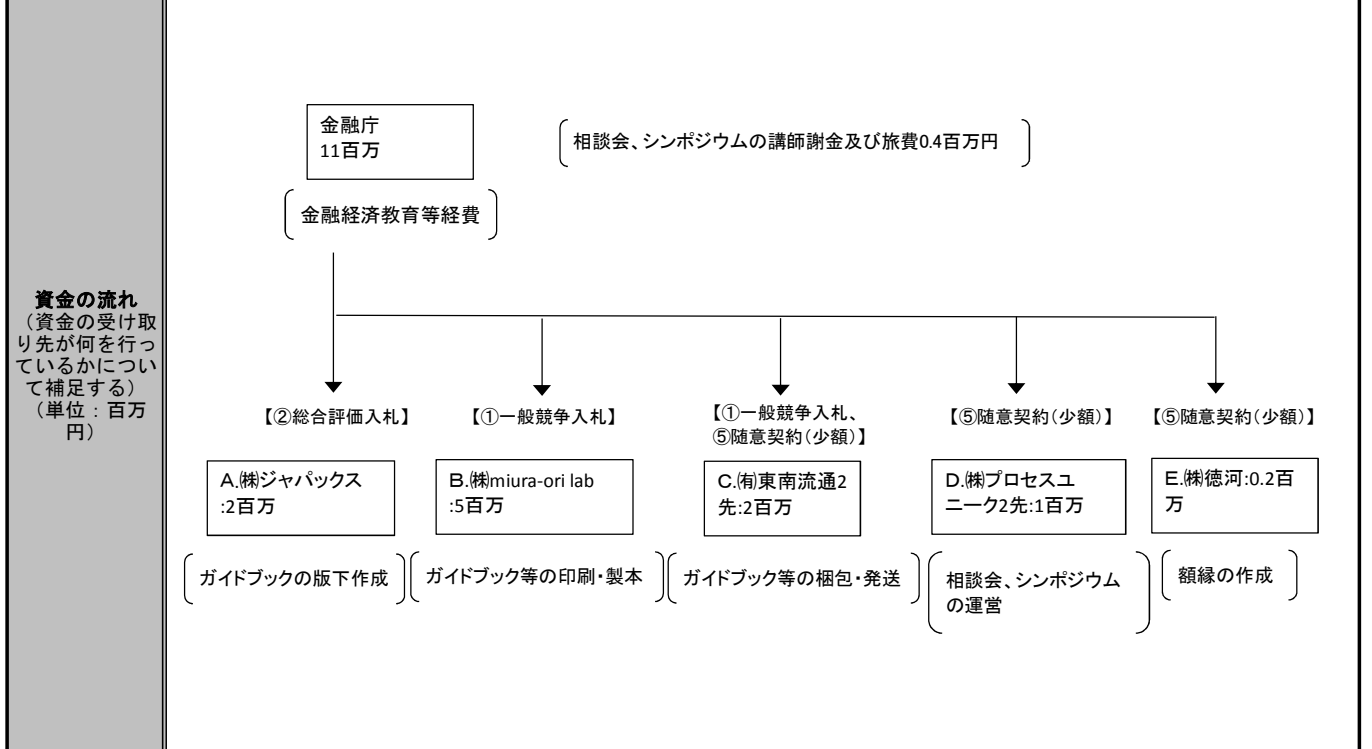 資金の流れ
（資金の受け取
り先が何を行っ
ているかについ
て補足する）
（単位：百万
円）
金融庁
11百万
相談会、シンポジウムの講師謝金及び旅費0.4百万円
金融経済教育等経費
【②総合評価入札】
【①一般競争入札】
【①一般競争入札、
⑤随意契約（少額）】
【⑤随意契約（少額）】
【⑤随意契約（少額）】
A.㈱ジャパックス
:2百万
B.㈱miura-ori lab
:5百万
C.㈲東南流通2
先:2百万
D.㈱プロセスユ
ニーク2先:1百万
E.㈱徳河:0.2百
万
ガイドブックの版下作成
ガイドブック等の印刷・製本
ガイドブック等の梱包・発送
相談会、シンポジウム
の運営
額縁の作成